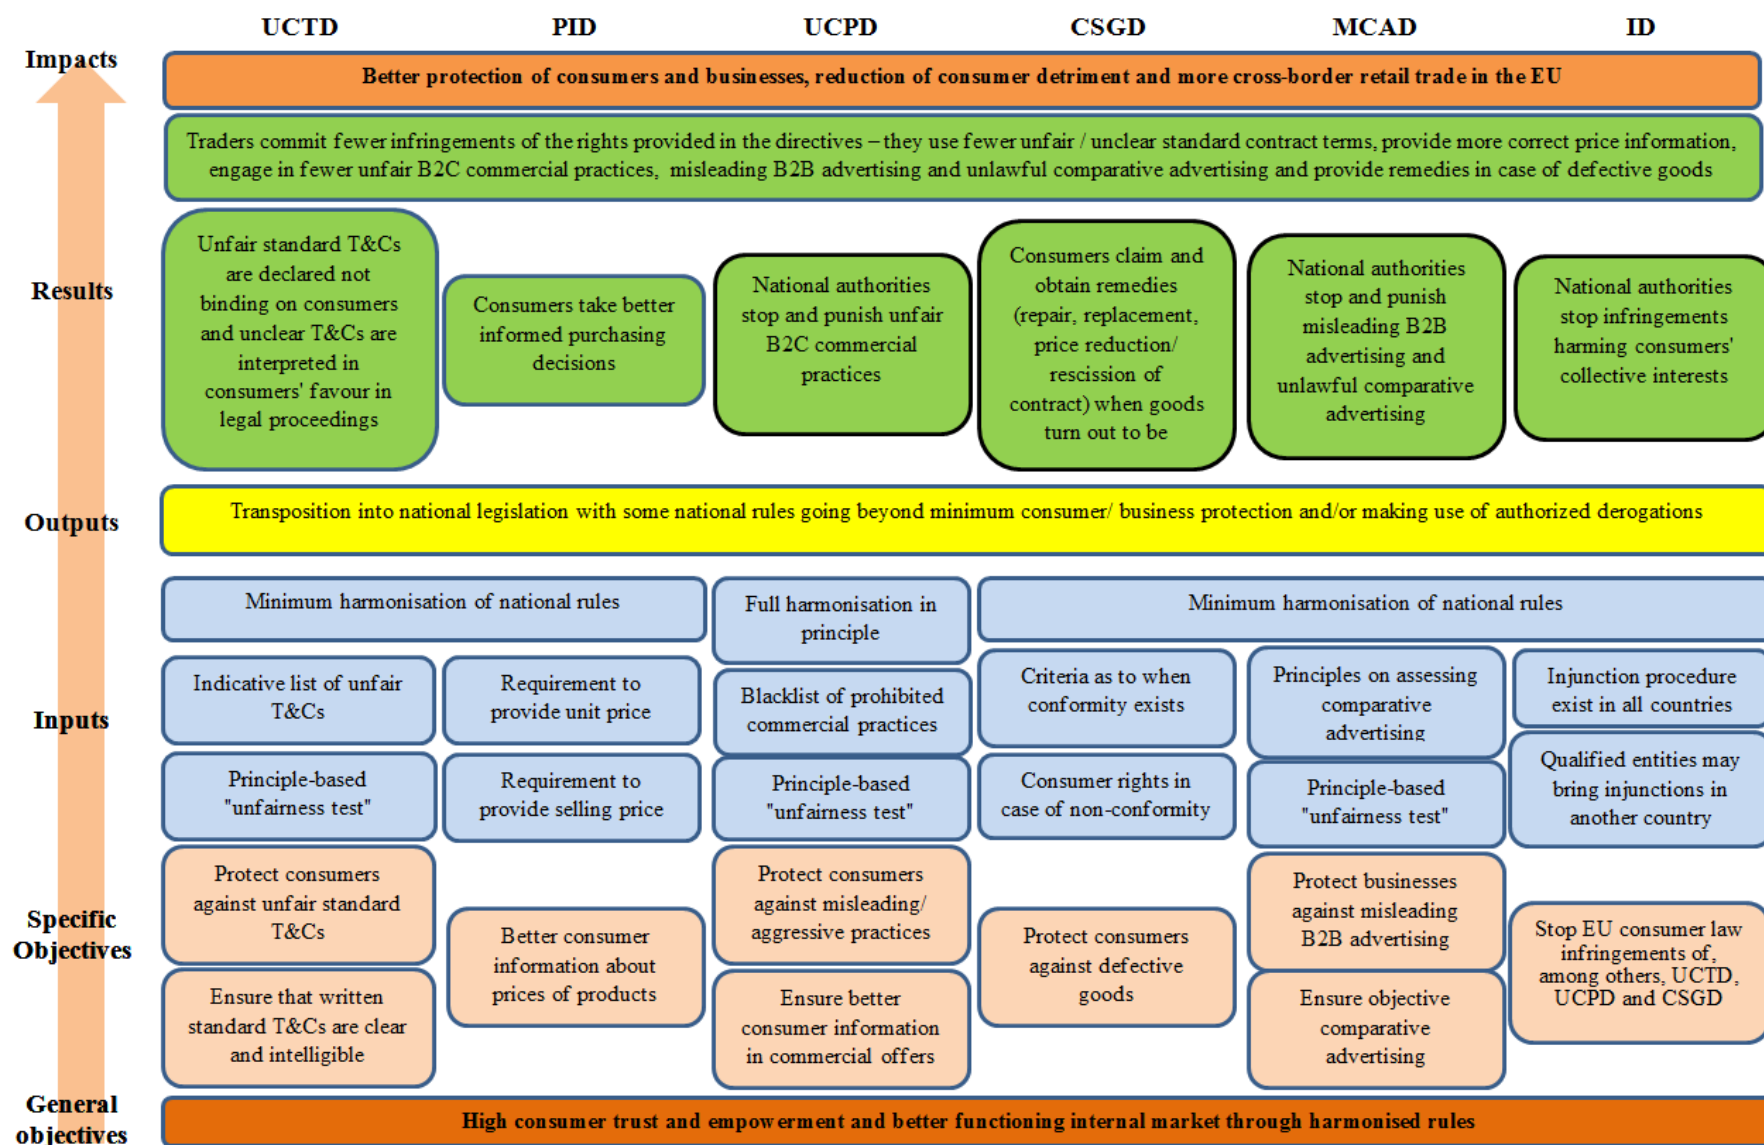 UCTD PID UCPD CSGD MCAD ID
Impacts
Better protection of consumers and businesses, reduction of consumer detriment and more cross-border retail trade in the EU
Traders commit fewer infringements of the rights provided in the directives – they use fewer unfair / unclear standard contract terms, provide more correct price information,
engage in fewer unfair B2C commercial practices, misleading B2B advertising and unlawful comparative advertising and provide remedies in case of defective goods
Results
Unfair standard T&Cs
are declared not
binding on consumers
and unclear T&Cs are
interpreted in
consumers' favour in
legal proceedings
Consumers take better
informed purchasing
decisions
National authorities
stop and punish unfair
B2C commercial
practices
Consumers claim and
obtain remedies
(repair, replacement,
price reduction/
rescission of
contract) when goods
turn out to be
National authorities
stop and punish
misleading B2B
advertising and
unlawful comparative
advertising
National authorities
stop infringements
harming consumers'
collective interests
Outputs
Transposition into national legislation with some national rules going beyond minimum consumer/ business protection and/or making use of authorized derogations
Inputs
Minimum harmonisation of national rules
Full harmonisation in
principle
Minimum harmonisation of national rules
Indicative list of unfair
T&Cs
Requirement to
provide unit price
Blacklist of prohibited
commercial practices
Criteria as to when
conformity exists
Principles on assessing
comparative
advertising
Injunction procedure
exist in all countries
Principle-based
"unfairness test"
Requirement to
provide selling price
Principle-based
"unfairness test"
Consumer rights in
case of non-conformity
Principle-based
"unfairness test"
Qualified entities may
bring injunctions in
another country
Specific
Objectives
Protect consumers
against unfair standard
T&Cs
Ensure that written
standard T&Cs are clear
and intelligible
Better consumer
information about
prices of products
Protect consumers
against misleading/
aggressive practices
Ensure better
consumer information
in commercial offers
Protect consumers
against defective
goods
Protect businesses
against misleading
B2B advertising
Ensure objective
comparative
advertising
Stop EU consumer law
infringements of,
among others, UCTD,
UCPD and CSGD
General
objectives
High consumer trust and empowerment and better functioning internal market through harmonised rules